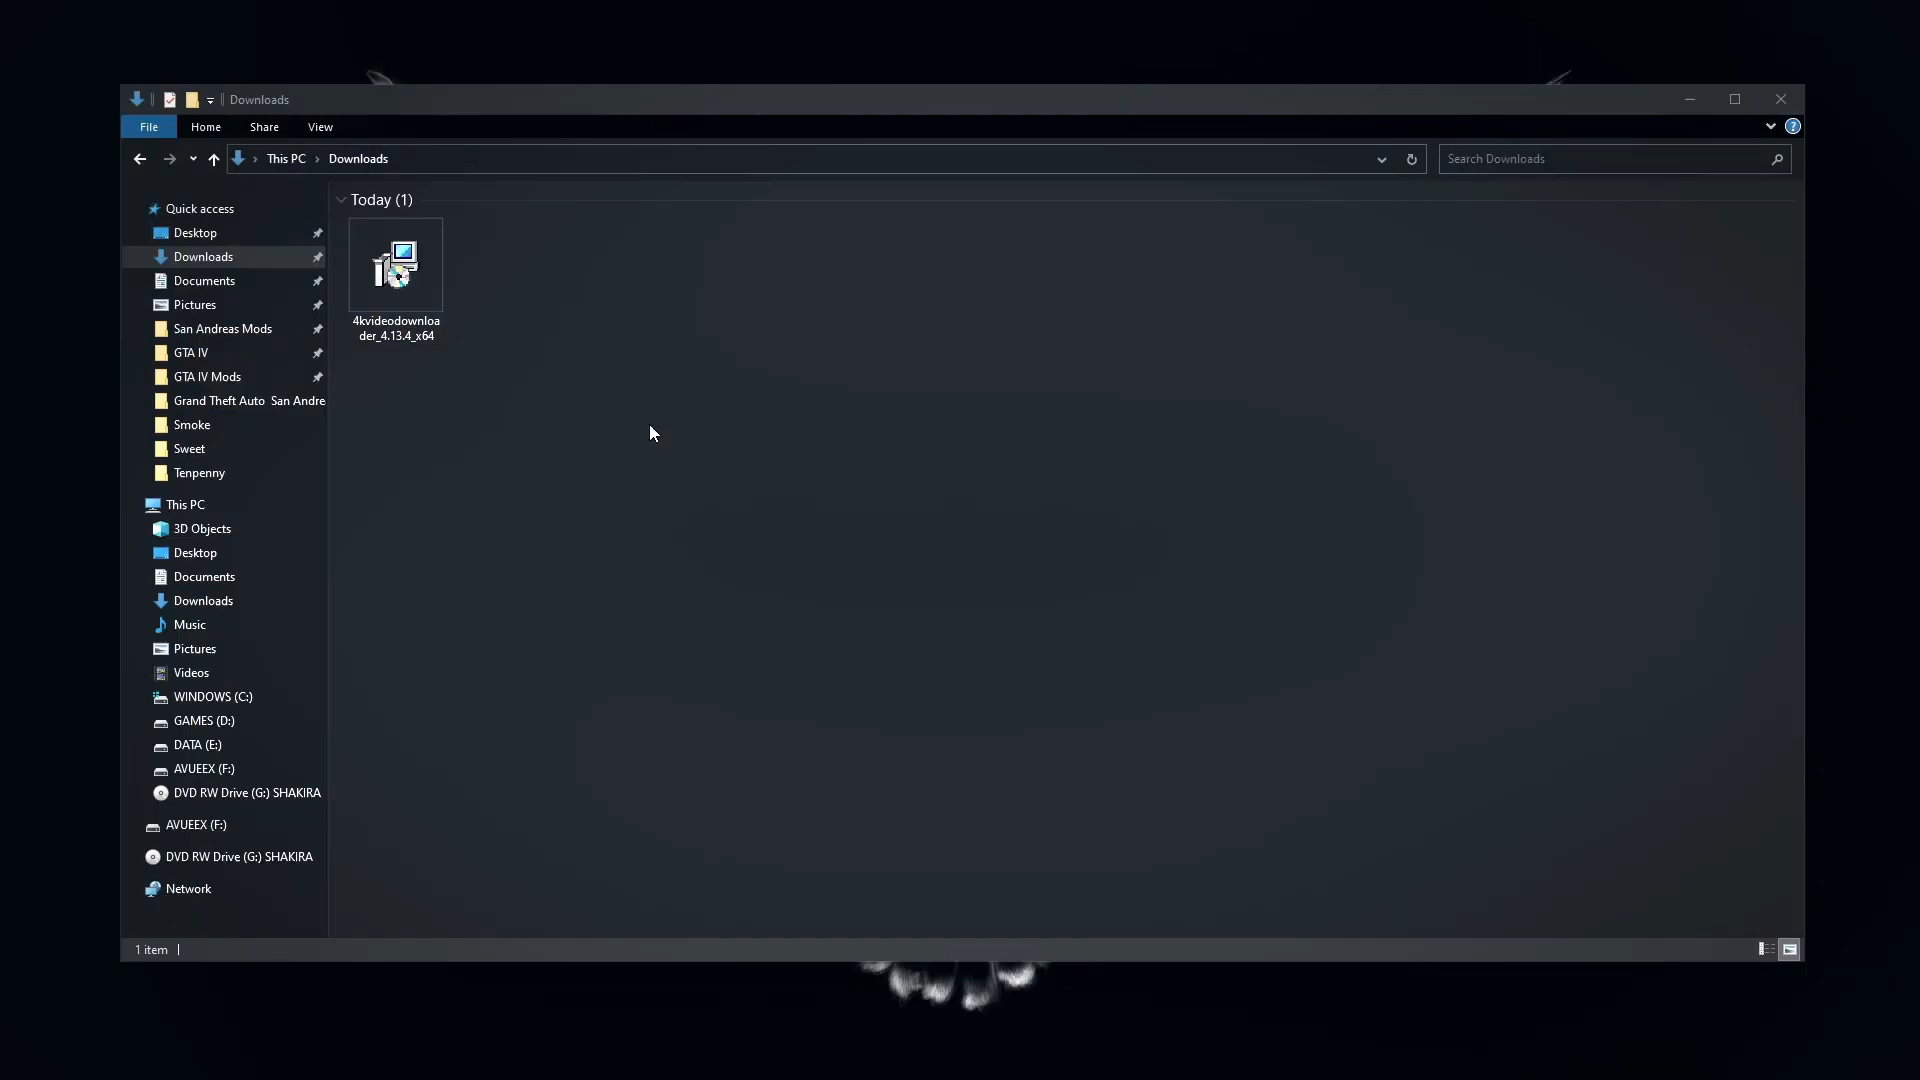 Downloads
File Home Share View
This PC Downloads
Search Downloads
Quick access
Desktop
Downloads
Documents
Pictures
San Andreas Mods
GTA IV
GTA IV Mods
Grand Theft Auto San Andre
Smoke
Sweet
Tenpenny
This PC
3D Objects
Desktop
Documents
Downloads
Music
Pictures
Videos
WINDOWS (C:)
GAMES (D:)
DATA (E:)
AVUEEX (F:)
DVD RW Drive (G:) SHAKIRA
AVUEEX (F:)
DVD RW Drive (G:) SHAKIRA
Network
Today (1)
4kvideodownloa
der_4.13.4_x64
1 item